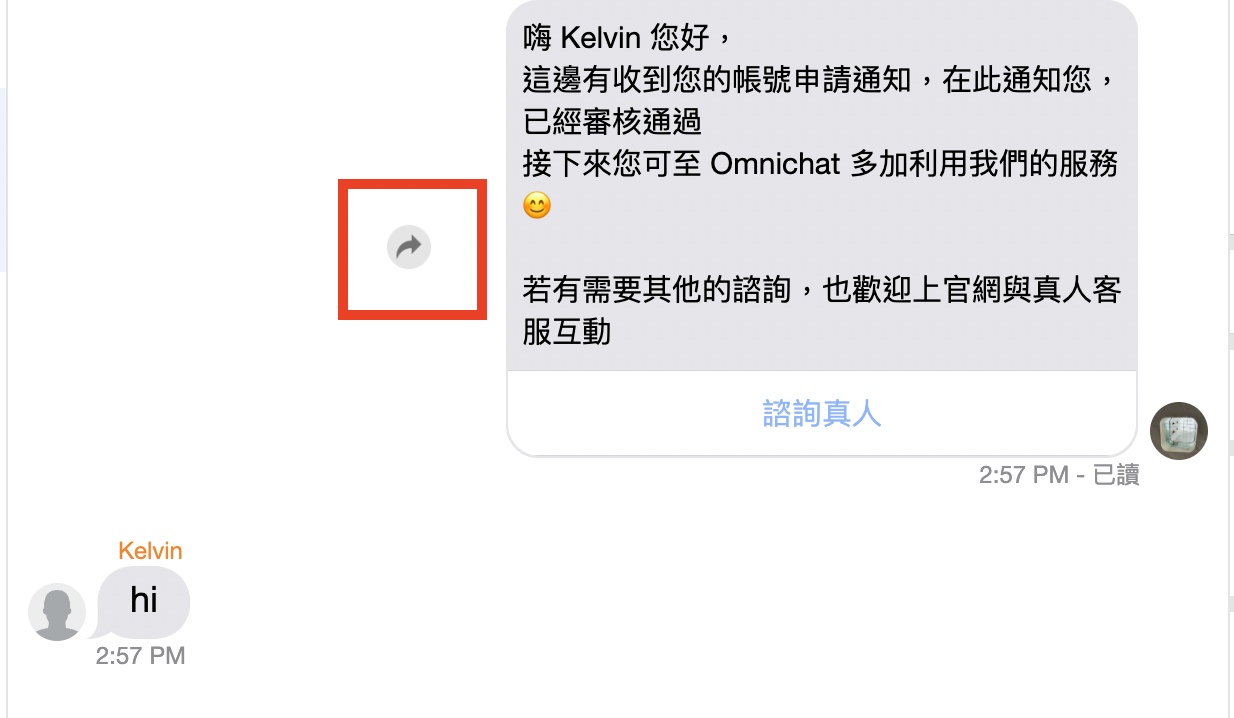 嗨 Kelvin 您好，
這邊有收到您的帳號申請通知，在此通知您，
已經審核通過
接下來您可至 Omnichat 多加利用我們的服務
😊
若有需要其他的諮詢，也歡迎上官網與真人客
服互動
諮詢真人
2:57 PM - 已讀
Kelvin
hi
2:57 PM